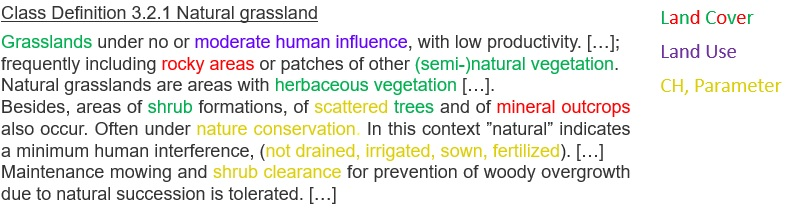 Class Definition 3.2.1 Natural grassland
Grasslands under no or moderate human influence, with low productivity. […];
frequently including rocky areas or patches of other (semi-)natural vegetation.
Natural grasslands are areas with herbaceous vegetation […].
Besides, areas of shrub formations, of scattered trees and of mineral outcrops
also occur. Often under nature conservation. In this context ”natural” indicates
a minimum human interference, (not drained, irrigated, sown, fertilized). […]
Maintenance mowing and shrub clearance for prevention of woody overgrowth
due to natural succession is tolerated. […]
Land Cover
Land Use
CH, Parameter